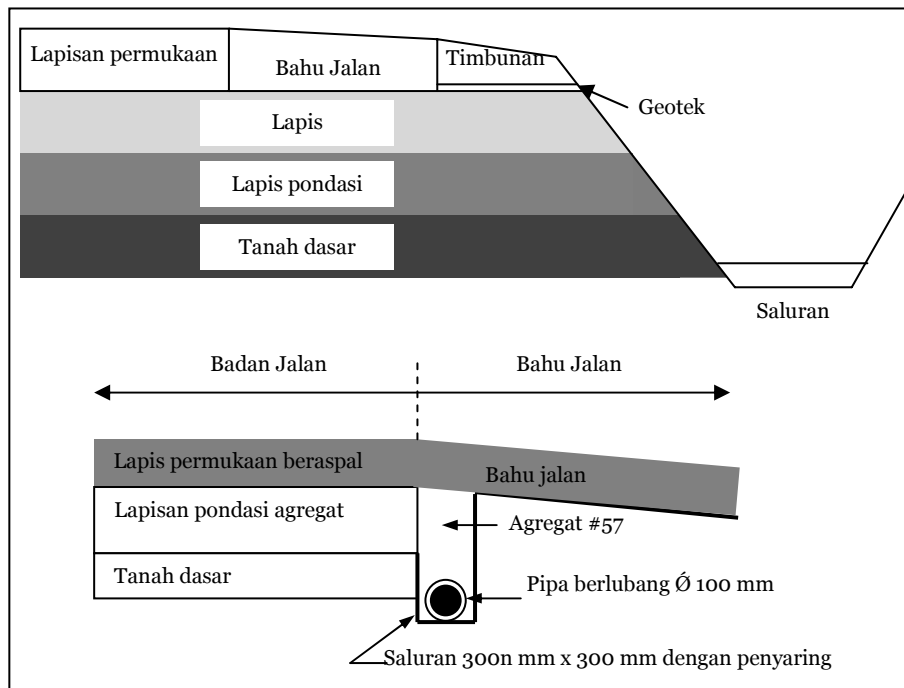 Lapisan permukaan
Bahu Jalan
Timbunan
Geotek
Lapis
Lapis pondasi
Tanah dasar
Saluran
Badan Jalan
Bahu Jalan
Lapis permukaan beraspal
Bahu jalan
Lapisan pondasi agregat
Agregat #57
Tanah dasar
Pipa berlubang Ǿ 100 mm
Saluran 300n mm x 300 mm dengan penyaring